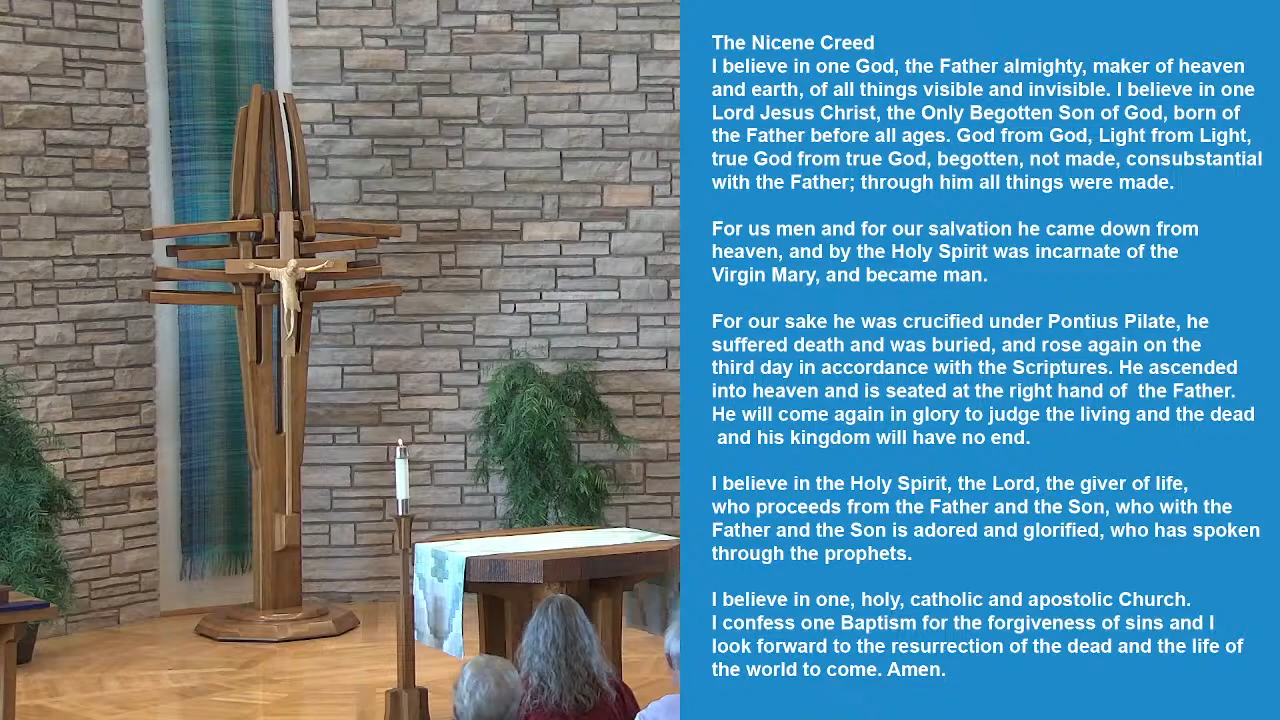 The Nicene Creed
I believe in one God, the Father almighty, maker of heaven
and earth, of all things visible and invisible. I believe in one
Lord Jesus Christ, the Only Begotten Son of God, born of
the Father before all ages. God from God, Light from Light,
true God from true God, begotten, not made, consubstantial
with the Father; through him all things were made.

For us men and for our salvation he came down from
heaven, and by the Holy Spirit was incarnate of the
Virgin Mary, and became man.

For our sake he was crucified under Pontius Pilate, he
suffered death and was buried, and rose again on the
third day in accordance with the Scriptures. He ascended
into heaven and is seated at the right hand of  the Father.
He will come again in glory to judge the living and the dead
 and his kingdom will have no end.

I believe in the Holy Spirit, the Lord, the giver of life,
who proceeds from the Father and the Son, who with the
Father and the Son is adored and glorified, who has spoken
through the prophets.

I believe in one, holy, catholic and apostolic Church.
I confess one Baptism for the forgiveness of sins and I
look forward to the resurrection of the dead and the life of
the world to come. Amen.